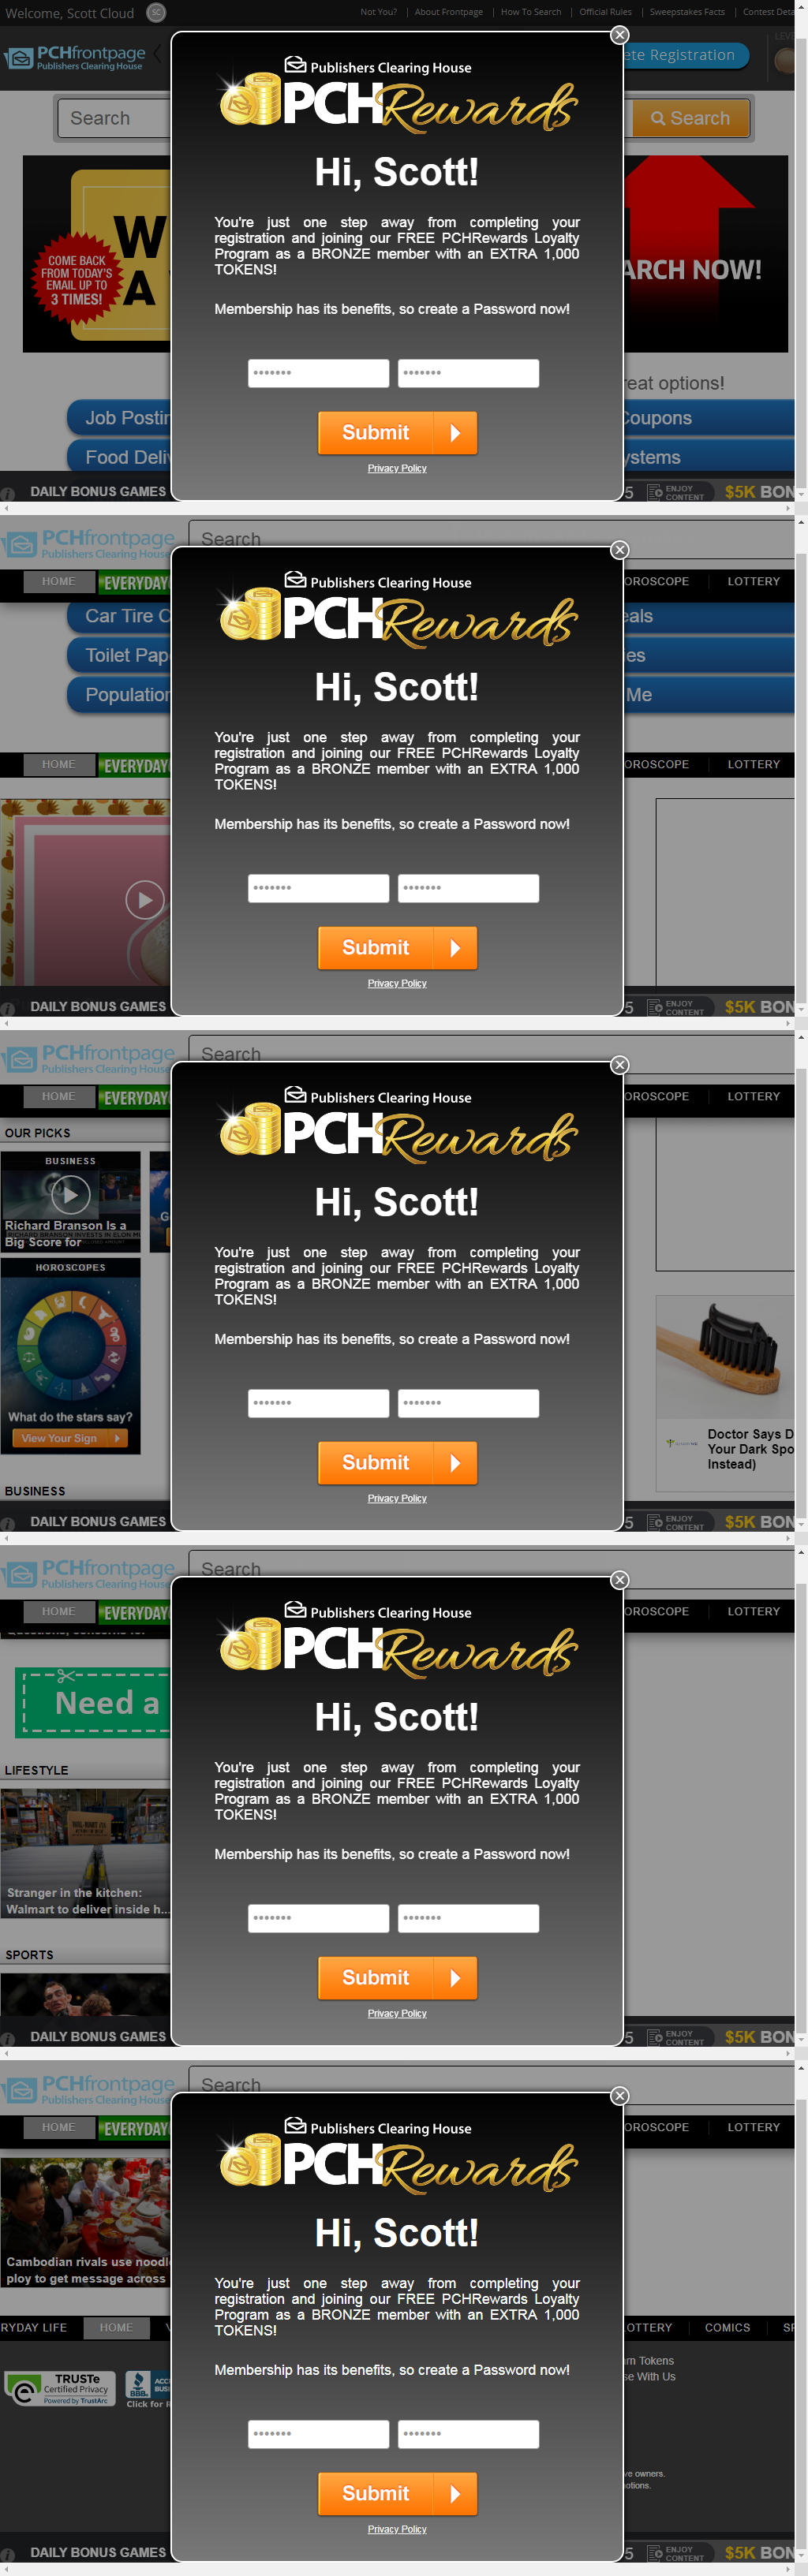 Welcome, Scott Cloud
SC
Not You? | About Frontpage | How To Search | Official Rules | Sweepstakes Facts | Contest Deta
PCHfrontpage
Publishers Clearing House
ete Registration
LEVE
Search
Search
COME BACK
FROM TODAY'S
EMAIL UP TO
3 TIMES!
W
A
ARCH NOW!
reat options!
Job Postin
Coupons
Food Deliv
ystems
Publishers Clearing House
PCHRewards
Hi, Scott!
You're just one step away from completing your
registration and joining our FREE PCHRewards Loyalty
Program as a BRONZE member with an EXTRA 1,000
TOKENS!
Membership has its benefits, so create a Password now!
Submit
Privacy Policy
DAILY BONUS GAMES
5
ENJOY
CONTENT
$5K BON
PCHfrontpage
Publishers Clearing House
Search
HOME
EVERYDAY
OROSCOPE
LOTTERY
Car Tire C
eals
Toilet Pap
ies
Population
Me
HOME
EVERYDAY
OROSCOPE
LOTTERY
Publishers Clearing House
PCHRewards
Hi, Scott!
You're just one step away from completing your
registration and joining our FREE PCHRewards Loyalty
Program as a BRONZE member with an EXTRA 1,000
TOKENS!
Membership has its benefits, so create a Password now!
Submit
Privacy Policy
DAILY BONUS GAMES
5
ENJOY
CONTENT
$5K BON
PCHfrontpage
Publishers Clearing House
Search
HOME
EVERYDAY
OROSCOPE
LOTTERY
OUR PICKS
BUSINESS
Richard Branson Is a
Big Score for
G
HOROSCOPES
What do the stars say?
View Your Sign
BUSINESS
Doctor Says D
Your Dark Spo
Instead)
Publishers Clearing House
PCHRewards
Hi, Scott!
You're just one step away from completing your
registration and joining our FREE PCHRewards Loyalty
Program as a BRONZE member with an EXTRA 1,000
TOKENS!
Membership has its benefits, so create a Password now!
Submit
Privacy Policy
DAILY BONUS GAMES
5
ENJOY
CONTENT
$5K BON
PCHfrontpage
Publishers Clearing House
Search
HOME
EVERYDAY
OROSCOPE
LOTTERY
Need a
LIFESTYLE
Stranger in the kitchen:
Walmart to deliver inside h...
SPORTS
Publishers Clearing House
PCHRewards
Hi, Scott!
You're just one step away from completing your
registration and joining our FREE PCHRewards Loyalty
Program as a BRONZE member with an EXTRA 1,000
TOKENS!
Membership has its benefits, so create a Password now!
Submit
Privacy Policy
DAILY BONUS GAMES
5
ENJOY
CONTENT
$5K BON
PCHfrontpage
Publishers Clearing House
Search
HOME
EVERYDAY
OROSCOPE
LOTTERY
Cambodian rivals use noodl
ploy to get message across
RYDAY LIFE
HOME
V
LOTTERY
COMICS
SP
TRUSTe
Certified Privacy
Powered by TrustArc
BBB
ACC
BUS
Click for R
rn Tokens
se With Us
ve owners.
otions.
Publishers Clearing House
PCHRewards
Hi, Scott!
You're just one step away from completing your
registration and joining our FREE PCHRewards Loyalty
Program as a BRONZE member with an EXTRA 1,000
TOKENS!
Membership has its benefits, so create a Password now!
Submit
Privacy Policy
DAILY BONUS GAMES
5
ENJOY
CONTENT
$5K BON